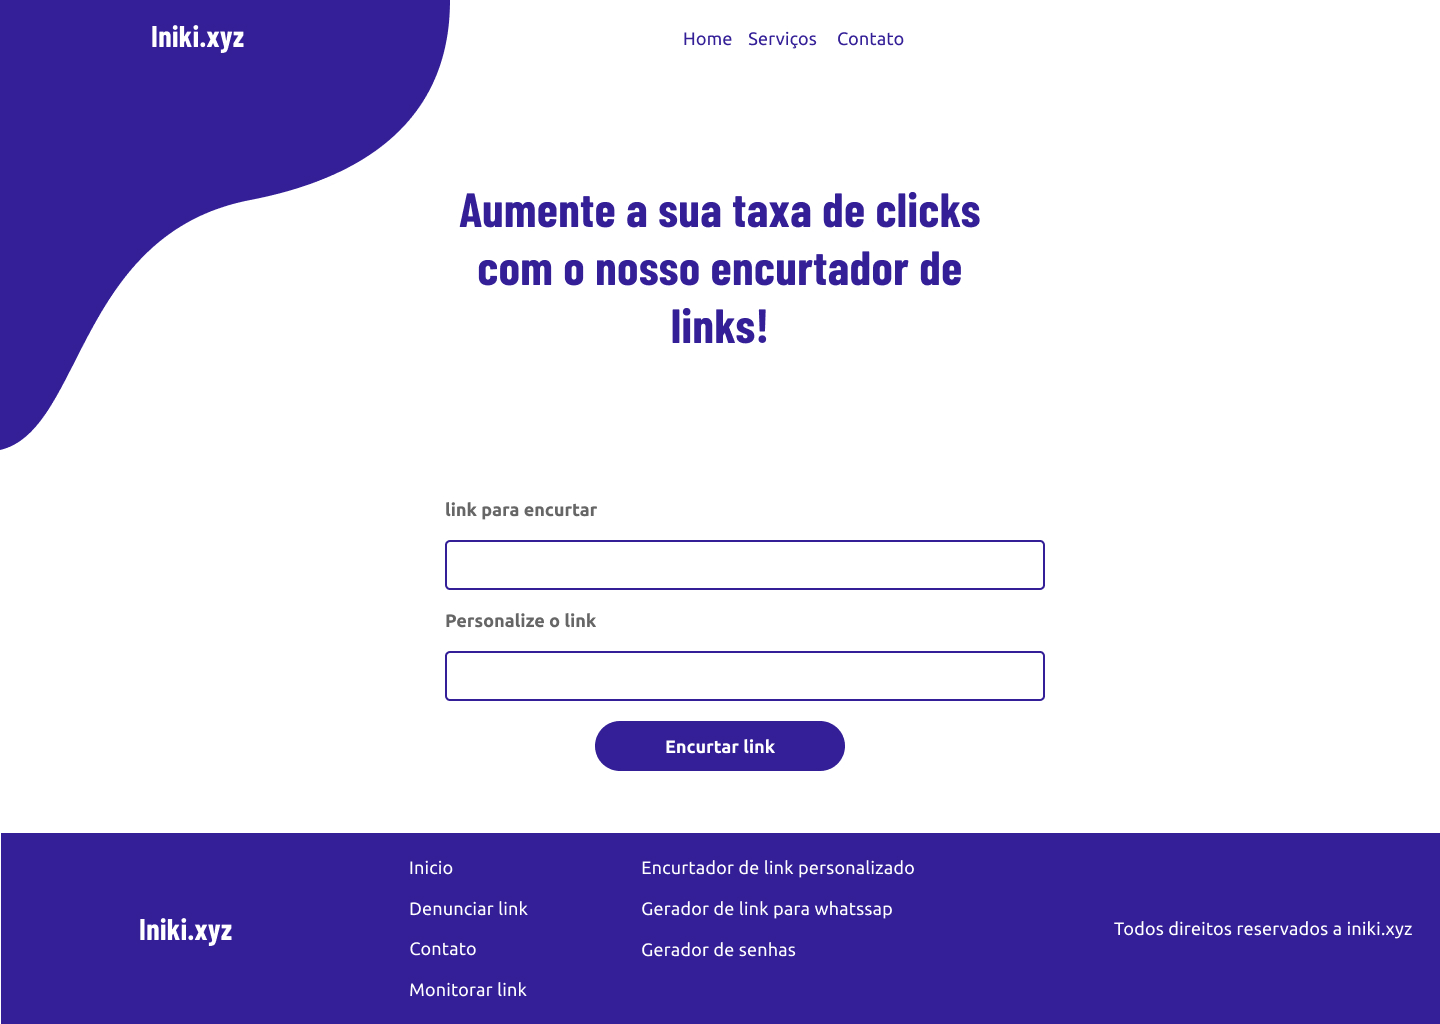 Iniki.xyz
Home Serviços Contato
Aumente a sua taxa de clicks
com o nosso encurtador de
links!
link para encurtar
Personalize o link
Encurtar link
Iniki.xyz
Inicio
Denunciar link
Contato
Monitorar link
Encurtador de link personalizado
Gerador de link para whatssap
Gerador de senhas
Todos direitos reservados a iniki.xyz